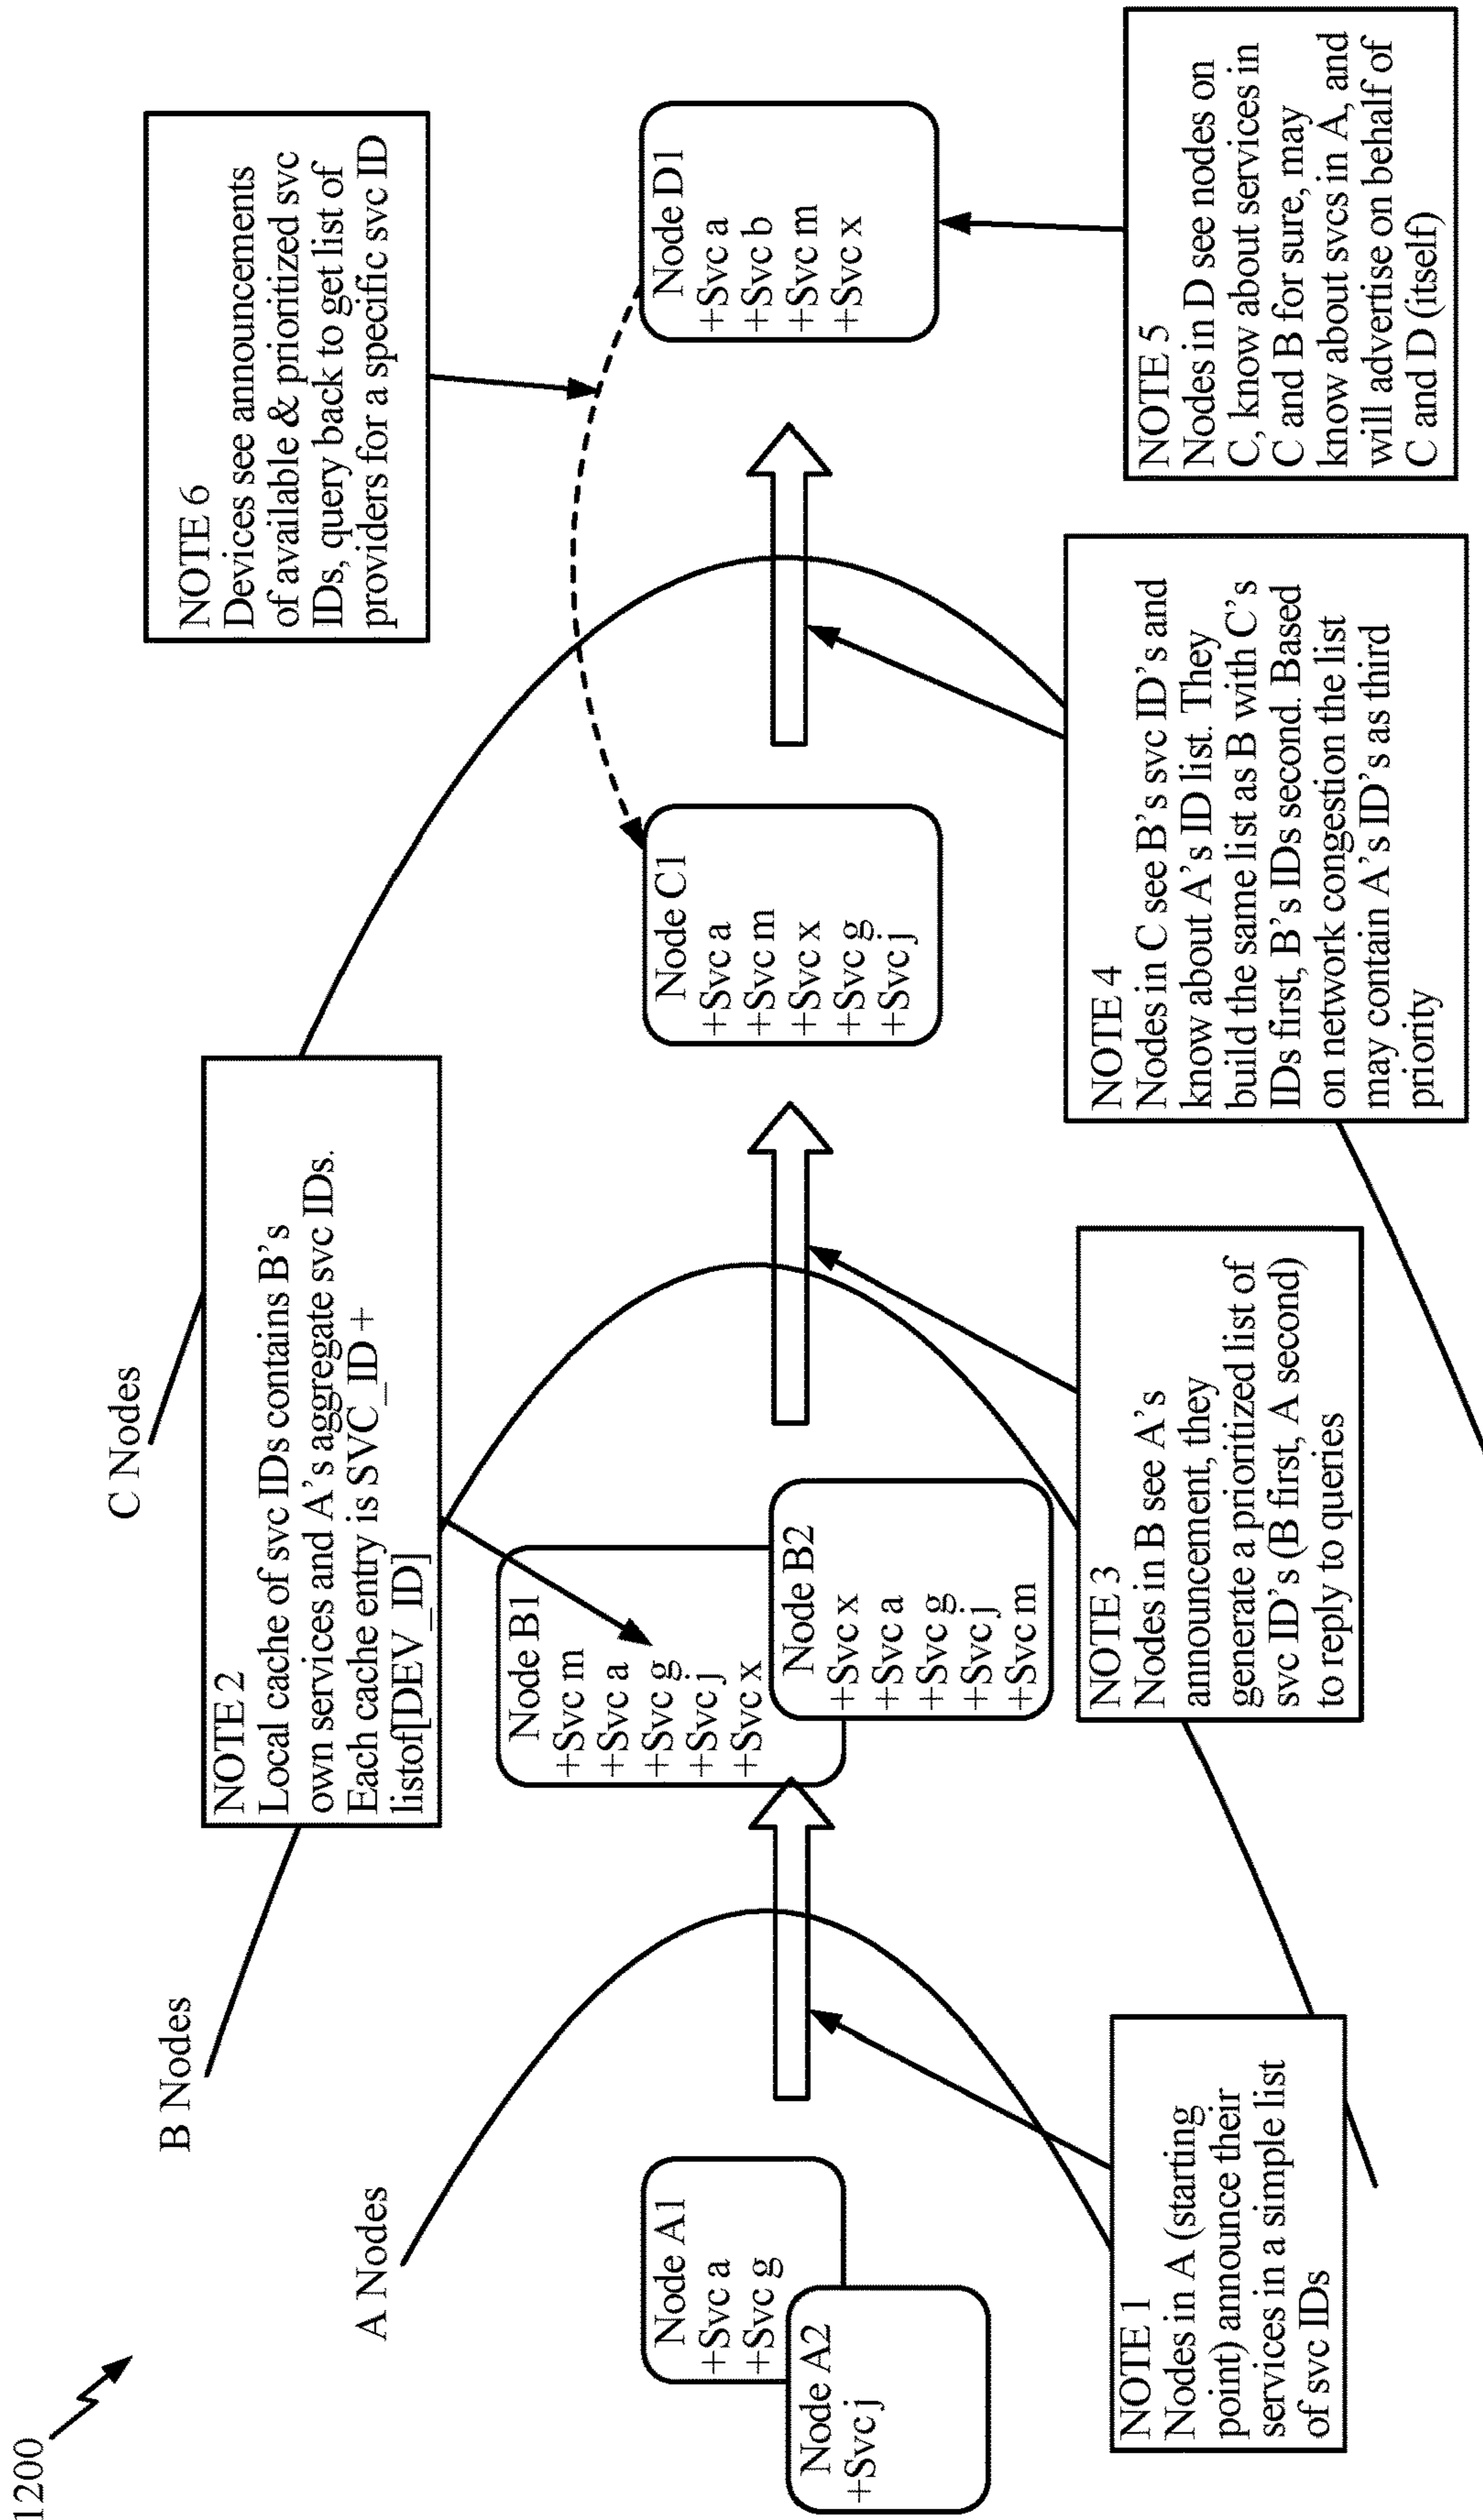 1200
A Nodes
B Nodes
C Nodes
Node A1
+Svc a
+Svc g
Node A2
+Svc j
NOTE 1
Nodes in A (starting
point) announce their
services in a simple list
of svc IDs
NOTE 2
Local cache of svc IDs contains B's
own services and A's aggregate svc IDs.
Each cache entry is SVC_ID +
listof[DEV_ID]
Node B1
+Svc m
+Svc a
+Svc g
+Svc j
+Svc x
Node B2
+Svc x
+Svc a
+Svc g
+Svc j
+Svc m
NOTE 3
Nodes in B see A's
announcement, they
generate a prioritized list of
svc ID's (B first, A second)
to reply to queries
Node C1
+Svc a
+Svc m
+Svc x
+Svc g
+Svc j
NOTE 4
Nodes in C see B's svc ID's and
know about A's ID list. They
build the same list as B with C's
IDs first, B's IDs second. Based
on network congestion the list
may contain A's ID's as third
priority
NOTE 6
Devices see announcements
of available & prioritized svc
IDs, query back to get list of
providers for a specific svc ID
Node D1
+Svc a
+Svc b
+Svc m
+Svc x
NOTE 5
Nodes in D see nodes on
C, know about services in
C and B for sure, may
know about svcs in A, and
will advertise on behalf of
C and D (itself)